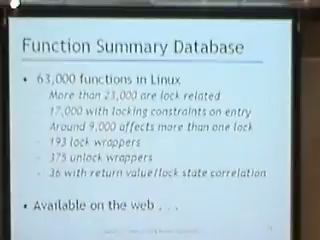 Function Summary Database
• 63,000 functions in Linux
More than 23,000 are lock related
17,000 with locking constraints on entry
Around 9,000 affects more than one lock
- 193 lock wrappers
- 375 unlock wrappers
- 36 with return value/lock state correlation
• Available on the web . . .